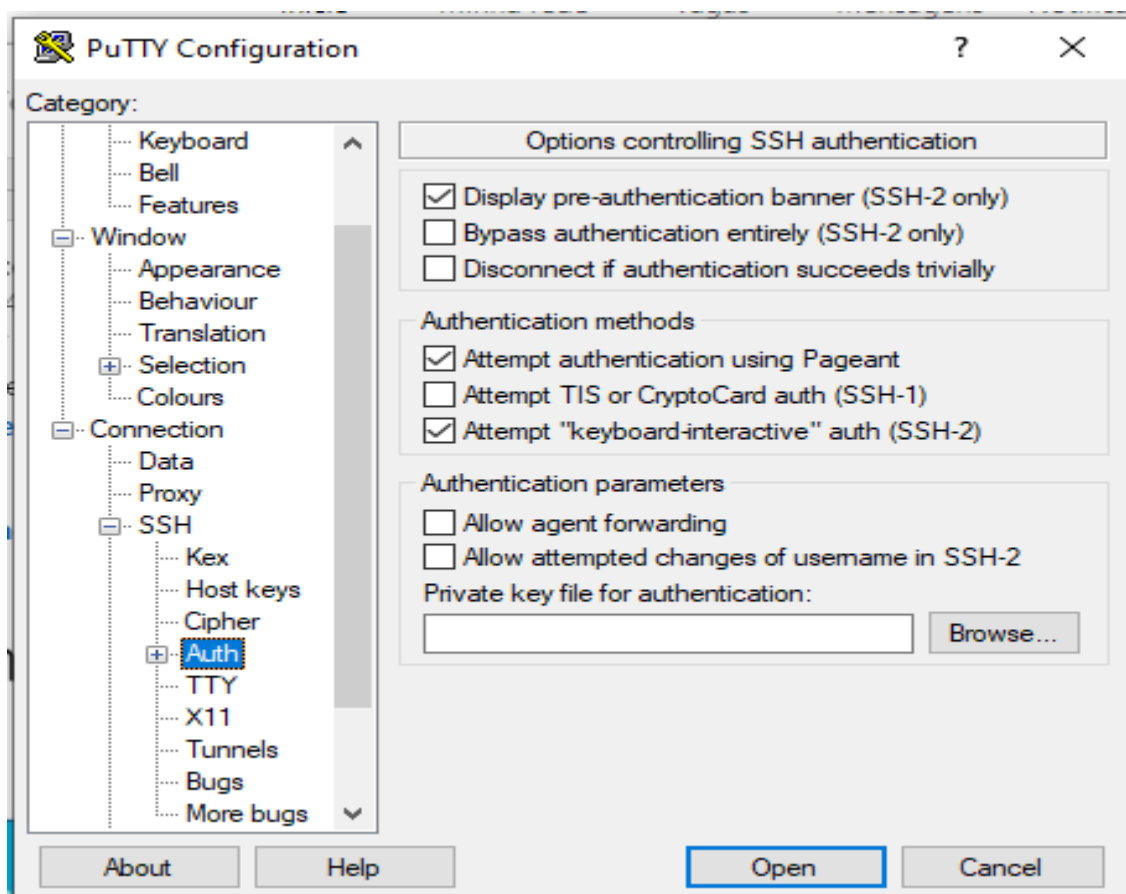 PuTTY Configuration
?
Category:
Keyboard
Bell
Features
Window
Appearance
Behaviour
Translation
Selection
Colours
Connection
Data
Proxy
SSH
Kex
Host keys
Cipher
Auth
TTY
X11
Tunnels
Bugs
More bugs
Options controlling SSH authentication
Display pre-authentication banner (SSH-2 only)
Bypass authentication entirely (SSH-2 only)
Disconnect if authentication succeeds trivially
Authentication methods
Attempt authentication using Pageant
Attempt TIS or CryptoCard auth (SSH-1)
Attempt "keyboard-interactive" auth (SSH-2)
Authentication parameters
Allow agent forwarding
Allow attempted changes of username in SSH-2
Private key file for authentication:
Browse...
About
Help
Open
Cancel